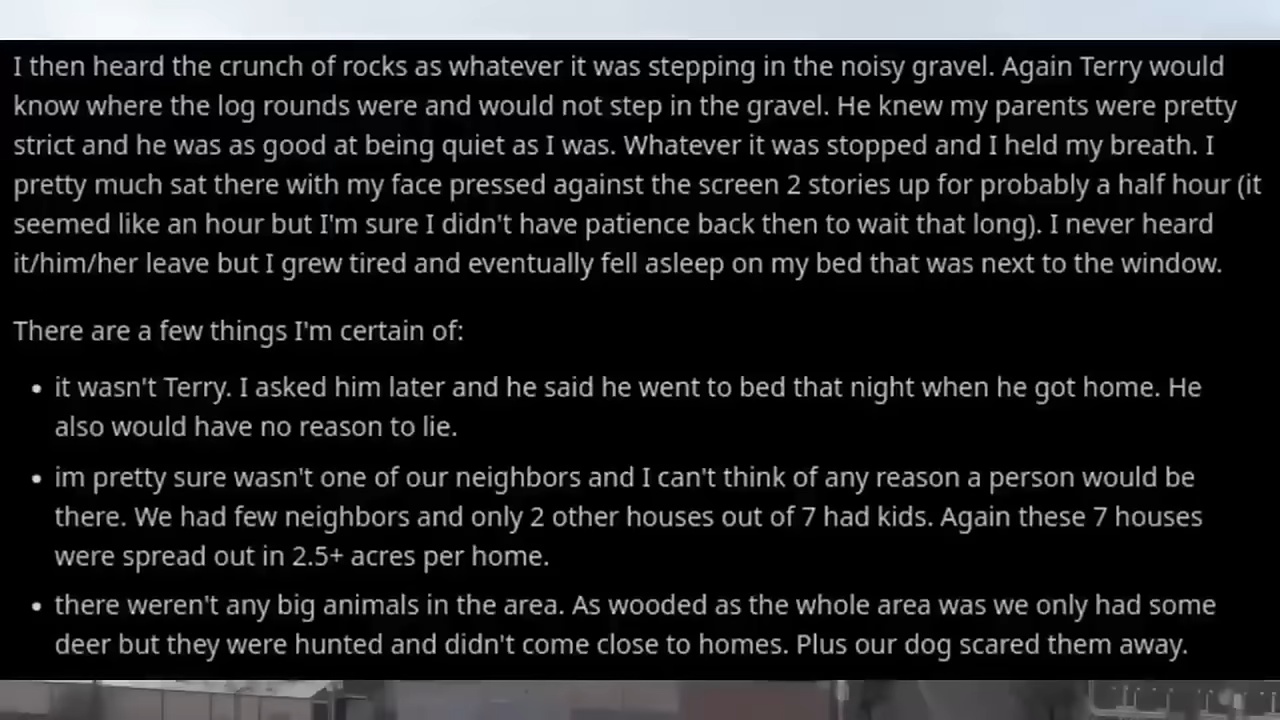 I then heard the crunch of rocks as whatever it was stepping in the noisy gravel. Again Terry would
know where the log rounds were and would not step in the gravel. He knew my parents were pretty
strict and he was as good at being quiet as I was. Whatever it was stopped and I held my breath. I
pretty much sat there with my face pressed against the screen 2 stories up for probably a half hour (it
seemed like an hour but I'm sure I didn't have patience back then to wait that long). I never heard
it/him/her leave but I grew tired and eventually fell asleep on my bed that was next to the window.
There are a few things I'm certain of:
• it wasn't Terry. I asked him later and he said he went to bed that night when he got home. He
also would have no reason to lie.
• im pretty sure wasn't one of our neighbors and I can't think of any reason a person would be
there. We had few neighbors and only 2 other houses out of 7 had kids. Again these 7 houses
were spread out in 2.5+ acres per home.
• there weren't any big animals in the area. As wooded as the whole area was we only had some
deer but they were hunted and didn't come close to homes. Plus our dog scared them away.